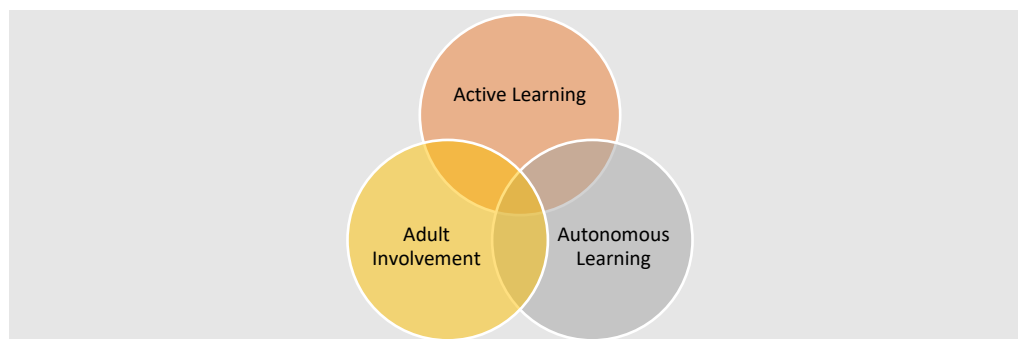 Active Learning
Adult
Involvement
Autonomous
Learning